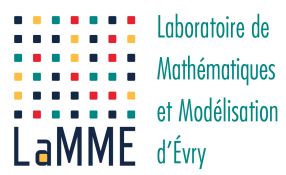 Laboratoire de
Mathématiques
et Modélisation
d'Évry
LaMME